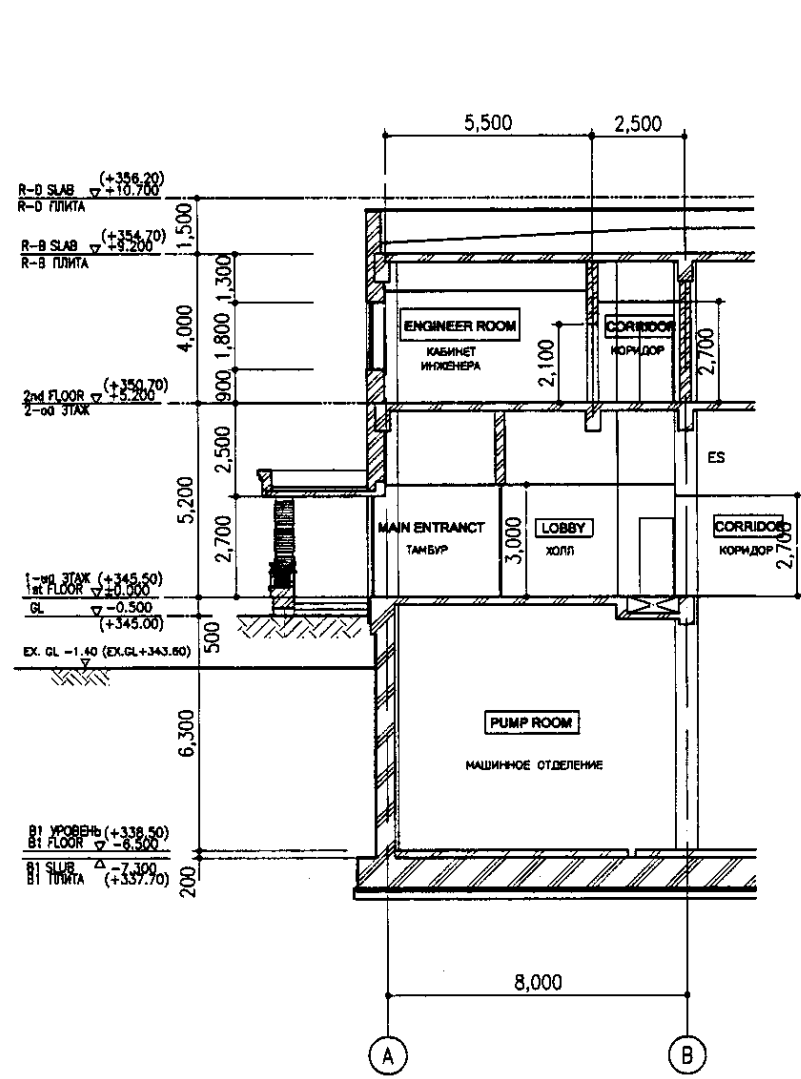 5,500
2,500
(+356.20)
R-D SLAB +10.700
R-D ПЛИТА
1,500
(+354.70)
R-B SLAB +9.200
R-B ПЛИТА
1,300
4,000
1,800
ENGINEER ROOM
КАБИНЕТ
ИНЖЕНЕРА
2,100
CORRIDOR
КОРИДОР
2,700
900
(+350.70)
2nd FLOOR +5.200
2-ой ЭТАЖ
2,500
ES
5,200
2,700
MAIN ENTRANCT
ТАМБУР
3,000
LOBBY
ХОЛЛ
CORRIDOR
КОРИДОР
2,700
1-ый ЭТАЖ (+345.50)
1st FLOOR ±0.000
GL -0.500
(+345.00)
500
EX. GL -1.40 (EX.GL+343.60)
6,300
PUMP ROOM
МАШИННОЕ ОТДЕЛЕНИЕ
B1 УРОВЕНЬ (+338.50)
B1 FLOOR -6.500
B1 SLUB -7.300
B1 ПЛИТА (+337.70)
200
8,000
A
B